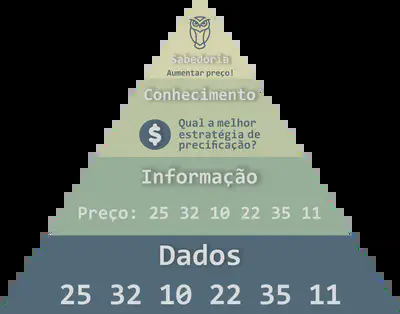 Sabedoria
Aumentar preço!
Conhecimento
$
Qual a melhor
estratégia de
precificação?
Informação
Preço: 25 32 10 22 35 11
Dados
25 32 10 22 35 11